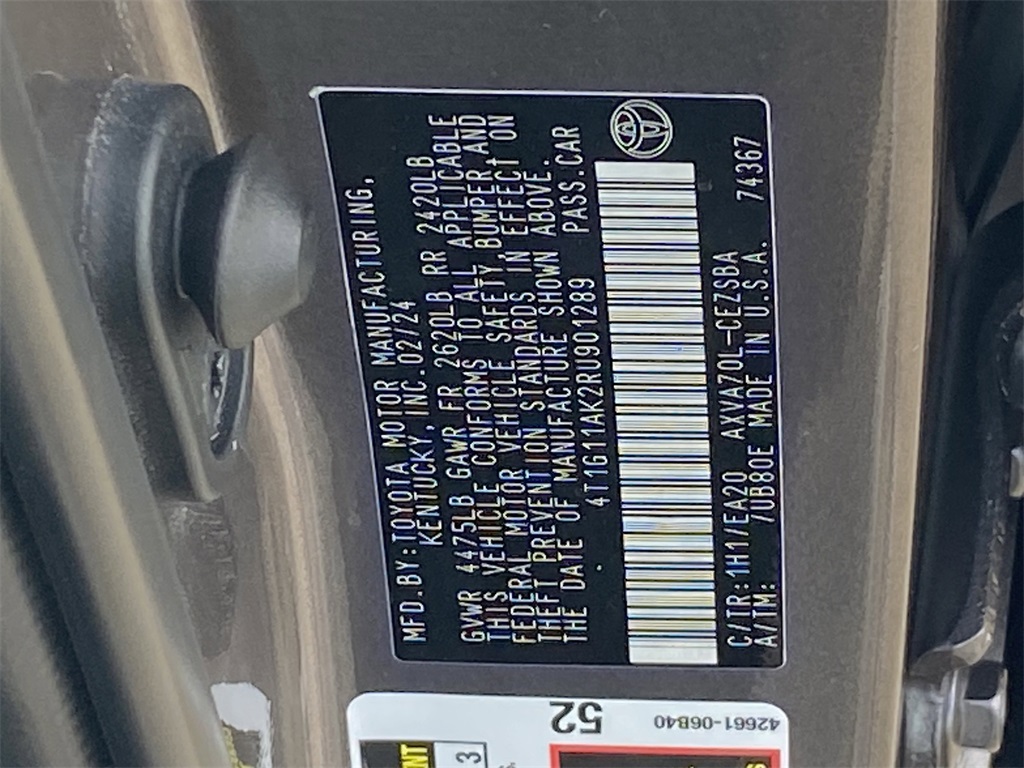 MFD.BY:TOYOTA MOTOR MANUFACTURING,
KENTUCKY,INC.02/24
GVWR 4475LB GAWR FR 2620LB RR 2420LB
THIS VEHICLE CONFORMS TO ALL APPLICABLE
FEDERAL MOTOR VEHICLE SAFETY,BUMPER AND
THEFT PREVENTION STANDARDS IN EFFECT ON
THE DATE OF MANUFACTURE SHOWN ABOVE.
4T1G11AK2RU901289 PASS.CAR
C/TR:1H1/EA20 AXVA70L-CEZSBA
A/TM: 7UB80E MADE IN U.S.A. 74367
52
42661-06B40
3